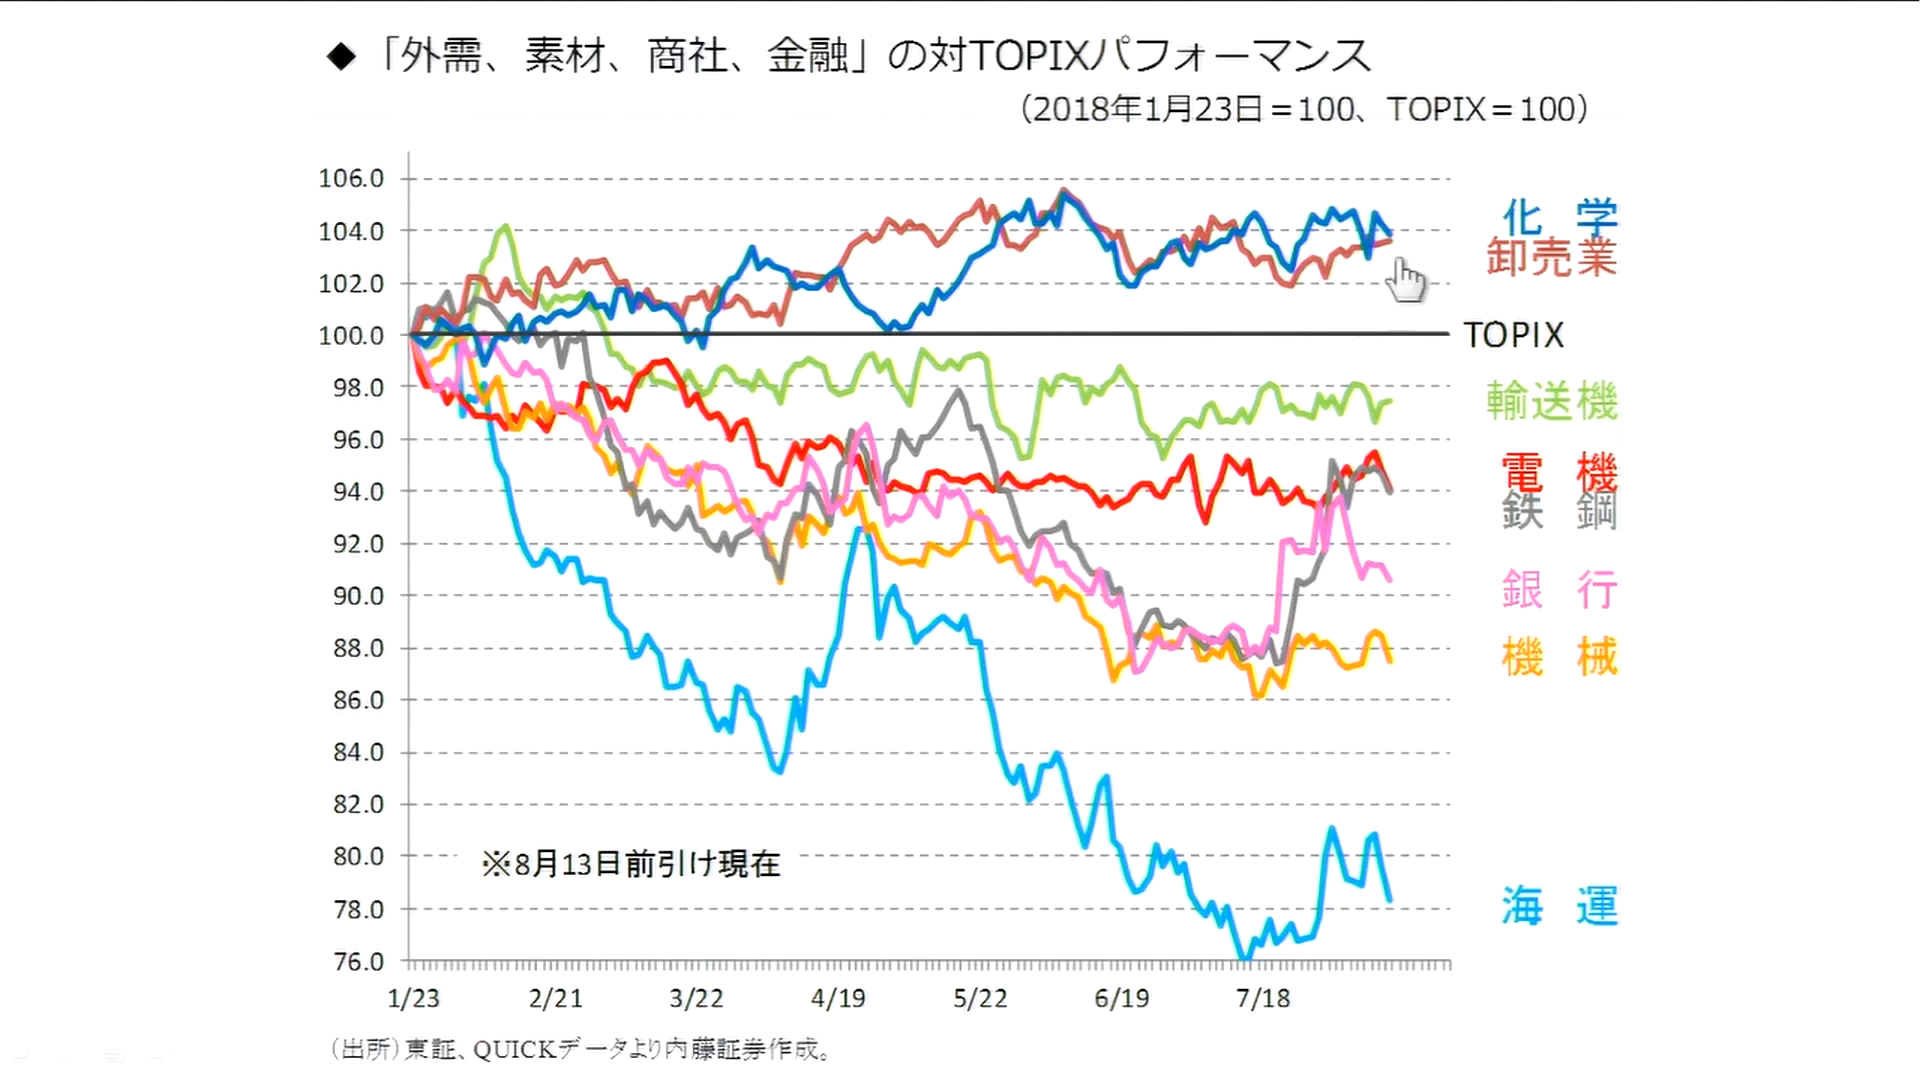 ◆「外需、素材、商社、金融」の対TOPIXパフォーマンス
（2018年1月23日＝100、TOPIX＝100）
106.0
104.0
102.0
100.0
98.0
96.0
94.0
92.0
90.0
88.0
86.0
84.0
82.0
80.0
78.0
76.0
化 学
卸売業
TOPIX
輸送機
電 機
鉄 鋼
銀 行
機 械
海 運
※8月13日前引け現在
1/23 2/21 3/22 4/19 5/22 6/19 7/18
（出所）東証、QUICKデータより内藤証券作成。